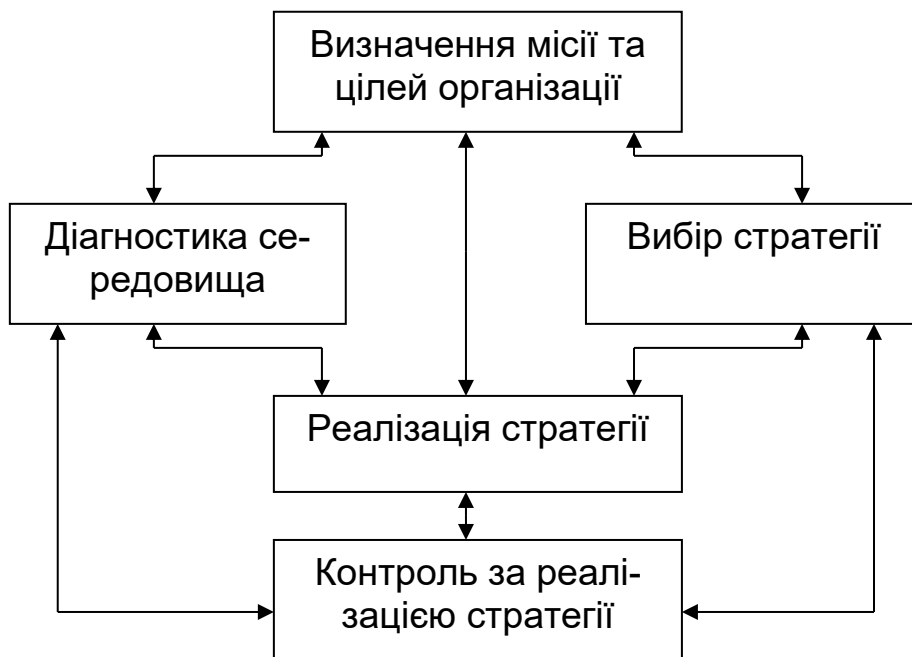 Визначення місії та
цілей організації
Діагностика се-
редовища
Вибір стратегії
Реалізація стратегії
Контроль за реалі-
зацією стратегії